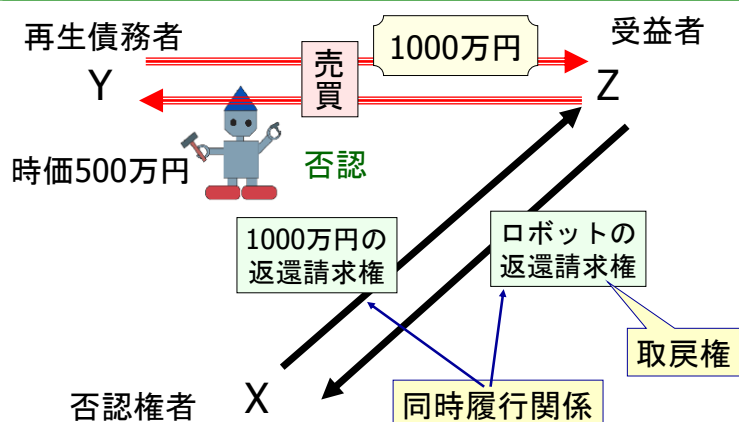 再生債務者
Y
売買
1000万円
受益者
Z
時価500万円
否認
1000万円の
返還請求権
ロボットの
返還請求権
取戻権
否認権者
X
同時履行関係